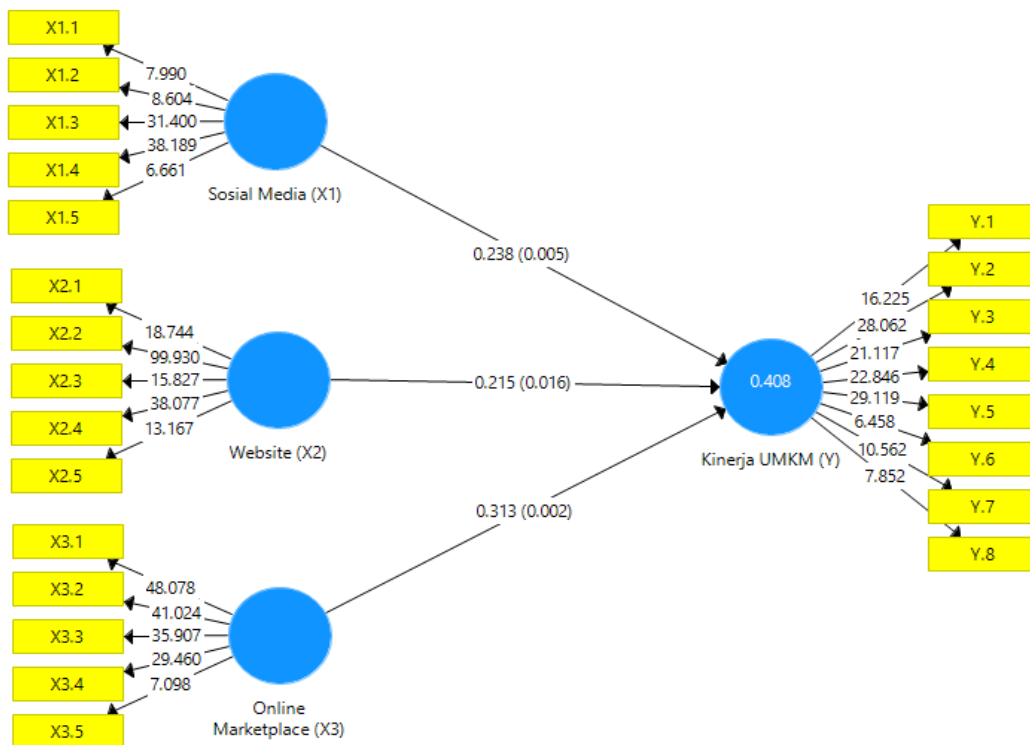 X1.1
X1.2
X1.3
X1.4
X1.5
7.990
8.604
31.400
38.189
6.661
Sosial Media (X1)
0.238 (0.005)
X2.1
X2.2
X2.3
X2.4
X2.5
18.744
99.930
15.827
38.077
13.167
Website (X2)
0.215 (0.016)
X3.1
X3.2
X3.3
X3.4
X3.5
48.078
41.024
35.907
29.460
7.098
Online
Marketplace (X3)
0.313 (0.002)
0.408
Kinerja UMKM (Y)
16.225
28.062
21.117
22.846
29.119
6.458
10.562
7.852
Y.1
Y.2
Y.3
Y.4
Y.5
Y.6
Y.7
Y.8